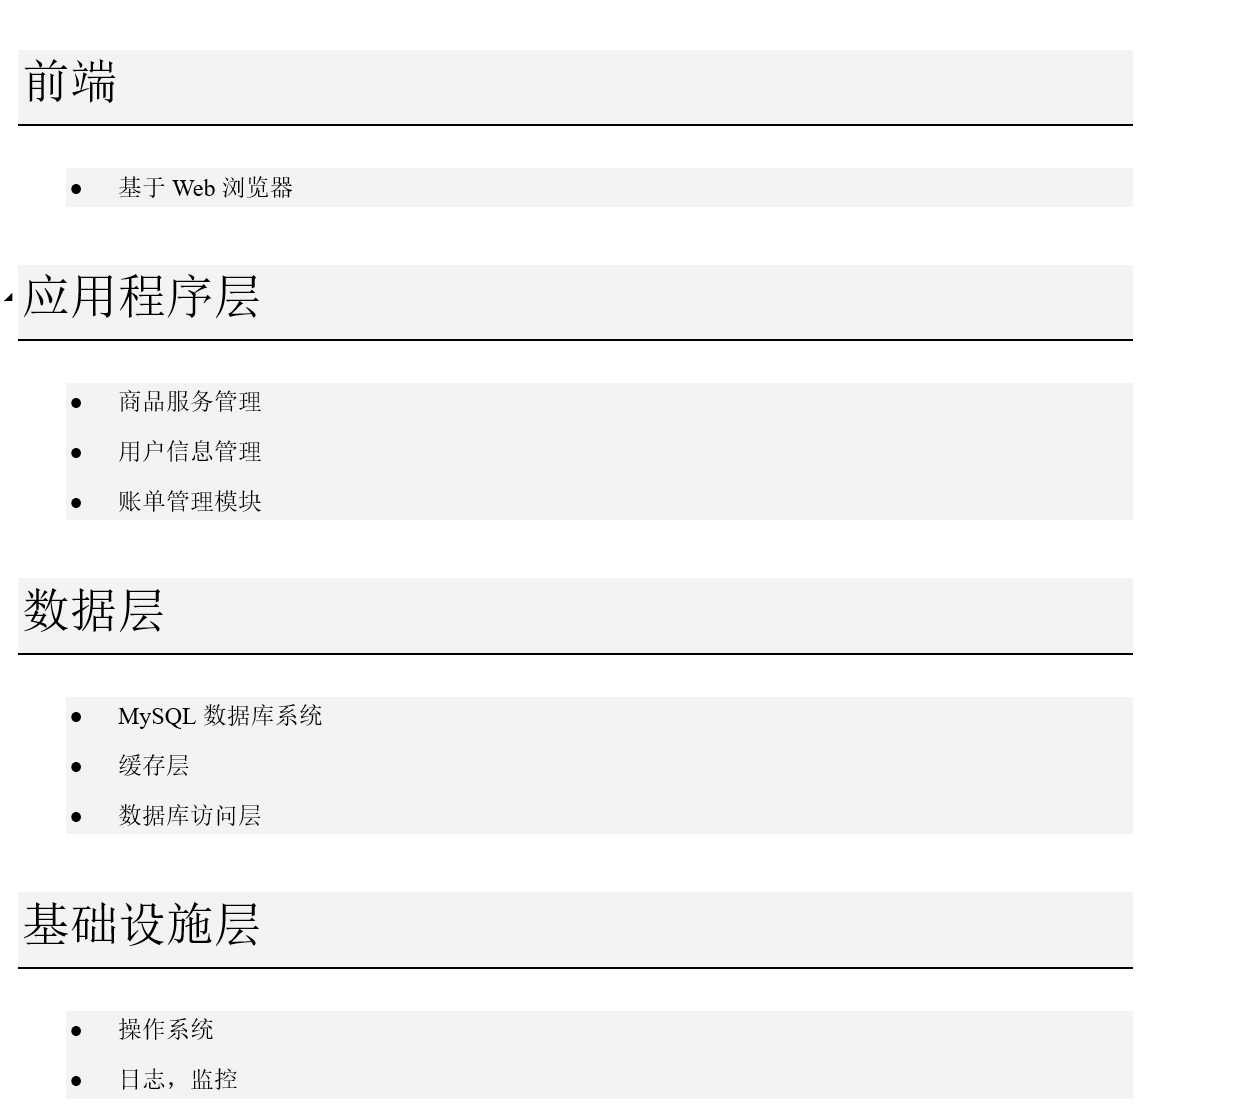 前端
● 基于 Web 浏览器
应用程序层
● 商品服务管理
● 用户信息管理
● 账单管理模块
数据层
● MySQL 数据库系统
● 缓存层
● 数据库访问层
基础设施层
● 操作系统
● 日志，监控